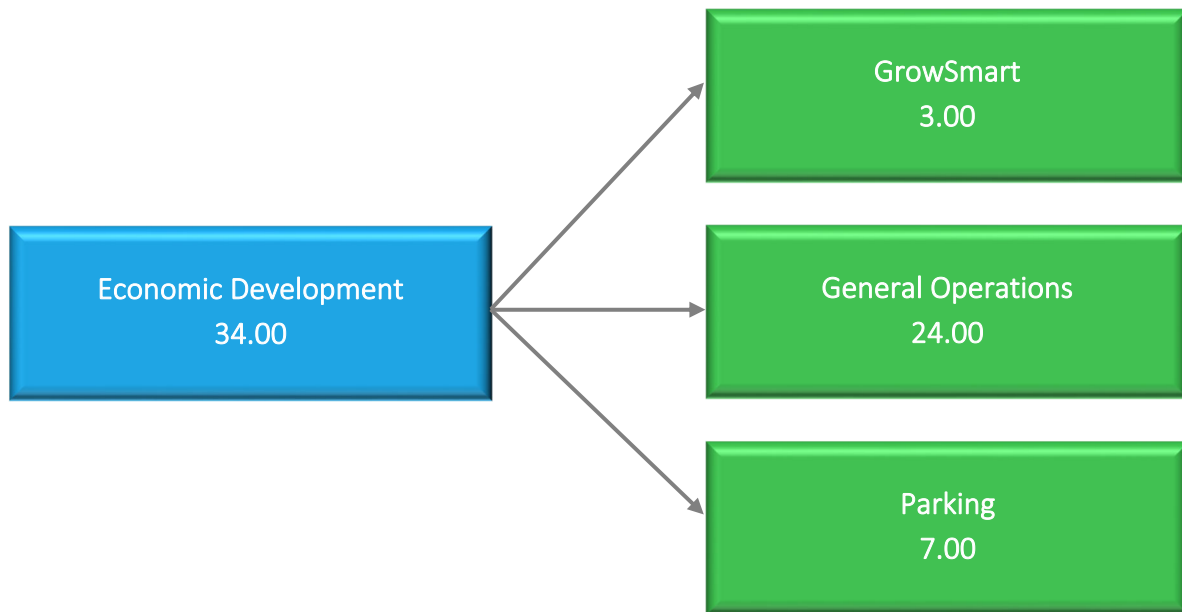 GrowSmart
3.00
Economic Development
34.00
General Operations
24.00
Parking
7.00